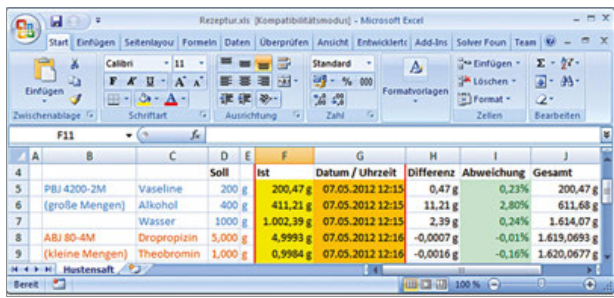 Rezeptur.xls [Kompatibilitätsmodus] - Microsoft Excel
Start Einfügen Seitenlayou Formeln Daten Überprüfen Ansicht Entwicklertc Add-Ins Solver Foun Team
Einfügen
Calibri 11
F K U A A
Standard
% 000
Formatvorlagen
Einfügen
Löschen
Format
Zwischenablage Schriftart Ausrichtung Zahl Zellen Bearbeiten
F11 fx
A B C D E F G H I J
4 Soll Ist Datum / Uhrzeit Differenz Abweichung Gesamt
5 PBJ 4200-2M Vaseline 200 g 200,47 g 07.05.2012 12:15 0,47 g 0,23% 200,47 g
6 (große Mengen) Alkohol 400 g 411,21 g 07.05.2012 12:15 11,21 g 2,80% 611,68 g
7 Wasser 1000 g 1.002,39 g 07.05.2012 12:15 2,39 g 0,24% 1.614,07 g
8 ABJ 80-4M Dropropizin 5,000 g 4,9993 g 07.05.2012 12:16 -0,0007 g -0,01% 1.619,0693 g
9 (kleine Mengen) Theobromin 1,000 g 0,9984 g 07.05.2012 12:16 -0,0016 g -0,16% 1.620,0677 g
Hustensaft
Bereit 100 %